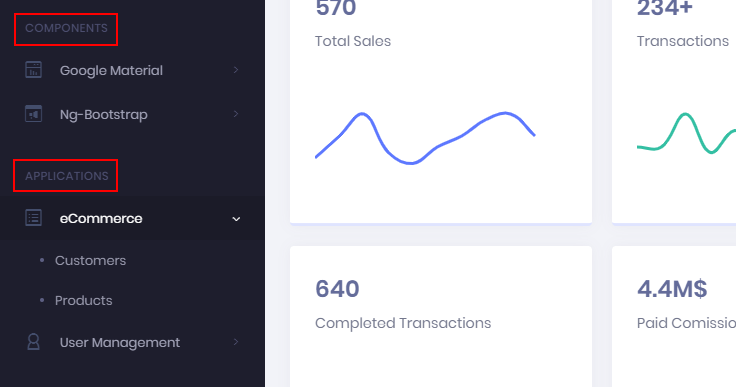 COMPONENTS
Google Material
Ng-Bootstrap
APPLICATIONS
eCommerce
Customers
Products
User Management
570
Total Sales
234+
Transactions
640
Completed Transactions
4.4M$
Paid Comissio